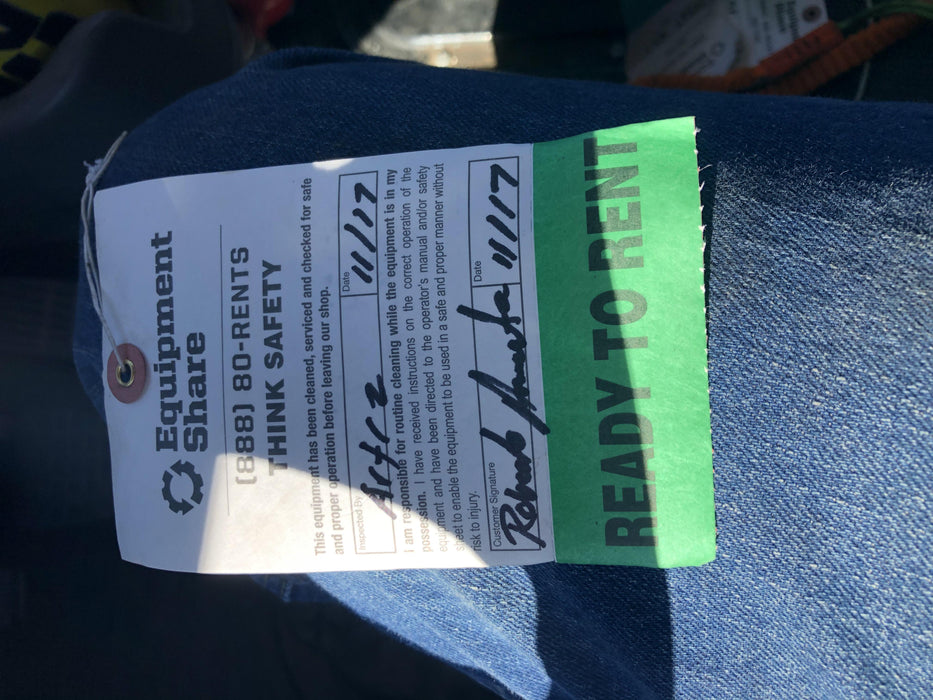 Equipment
Share
(888) 80-RENTS
THINK SAFETY
This equipment has been cleaned, serviced and checked for safe
and proper operation before leaving our shop.
Inspected By
Date
11/17
I am responsible for routine cleaning while the equipment is in my
possession. I have received instructions on the correct operation of the
equipment and have been directed to the operator's manual and/or safety
sheet to enable the equipment to be used in a safe and proper manner without
risk to injury.
Customer Signature
Date
11/17
READY TO RENT